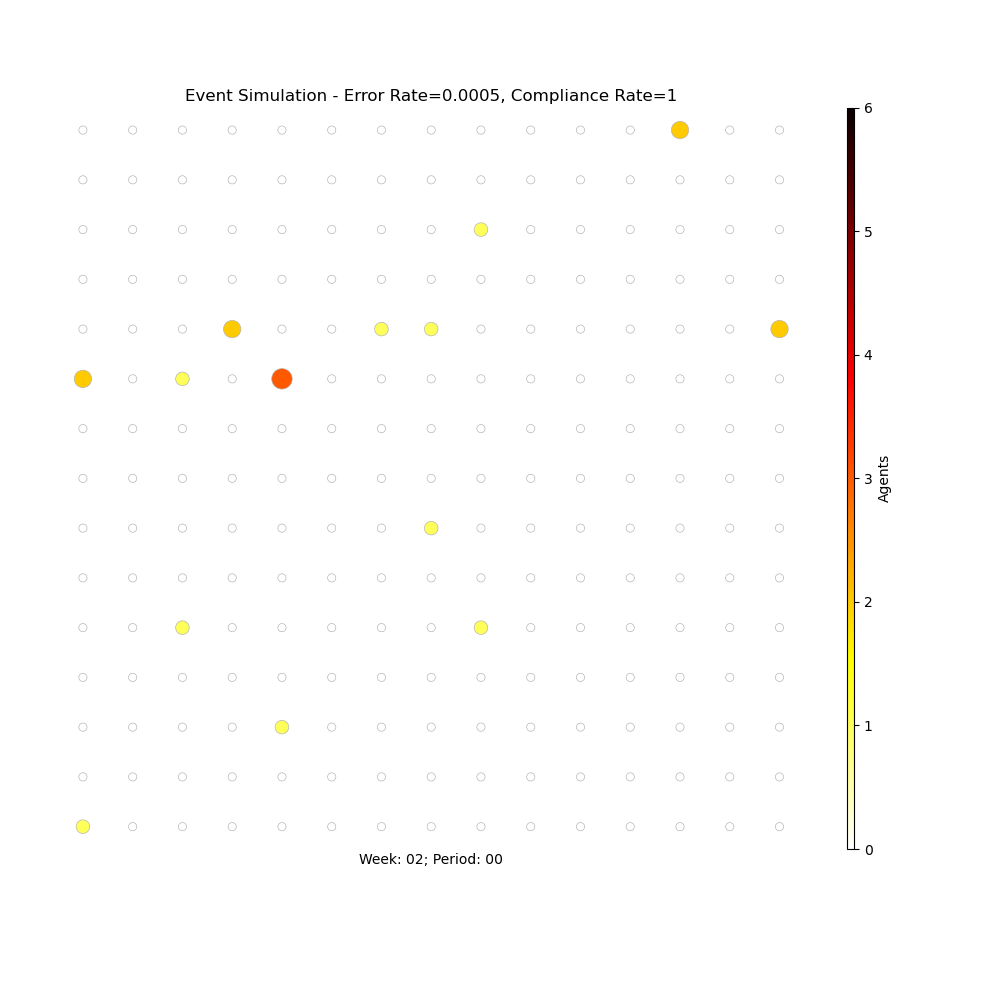 Event Simulation - Error Rate=0.0005, Compliance Rate=1
6
5
4
3
2
1
0
Agents
Week: 02; Period: 00